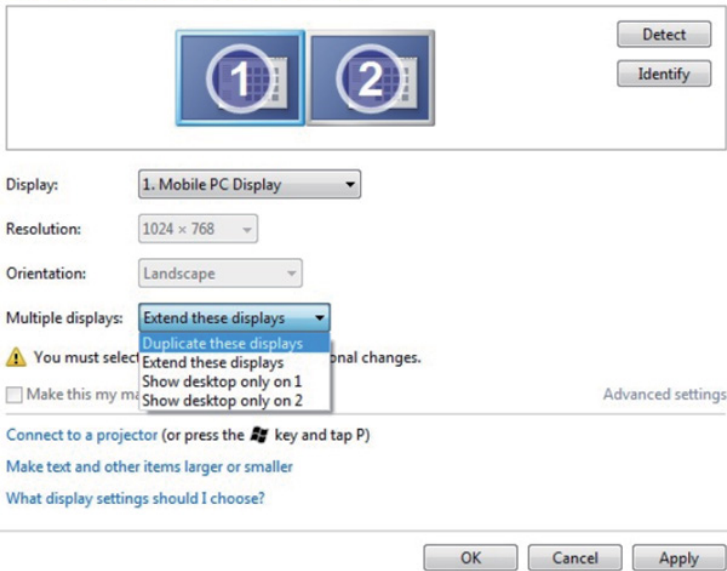 1 2
Detect
Identify
Display: 1. Mobile PC Display
Resolution: 1024 × 768
Orientation: Landscape
Multiple displays: Extend these displays
Duplicate these displays
You must selec onal changes.
Extend these displays
Show desktop only on 1
Make this my ma Advanced settings
Show desktop only on 2
Connect to a projector (or press the key and tap P)
Make text and other items larger or smaller
What display settings should I choose?
OK Cancel Apply